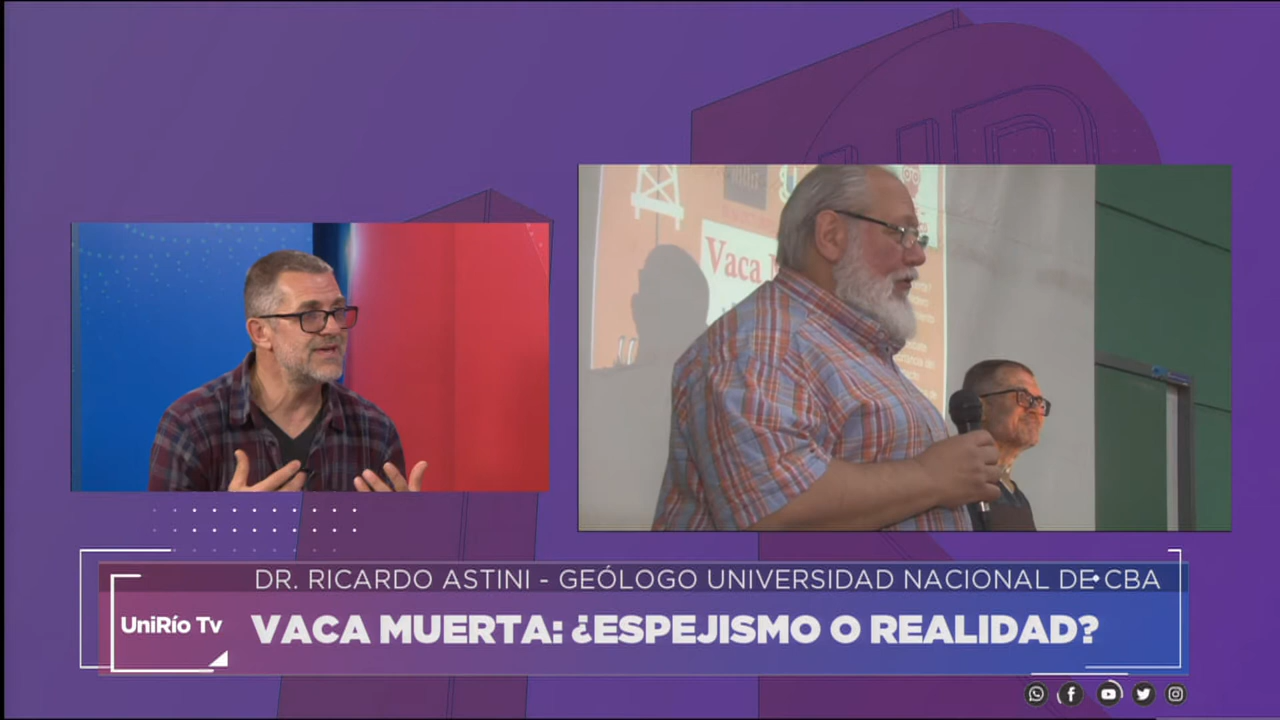 Vaca
DR. RICARDO ASTINI - GEÓLOGO UNIVERSIDAD NACIONAL DE CBA
UniRío Tv
VACA MUERTA: ¿ESPEJISMO O REALIDAD?